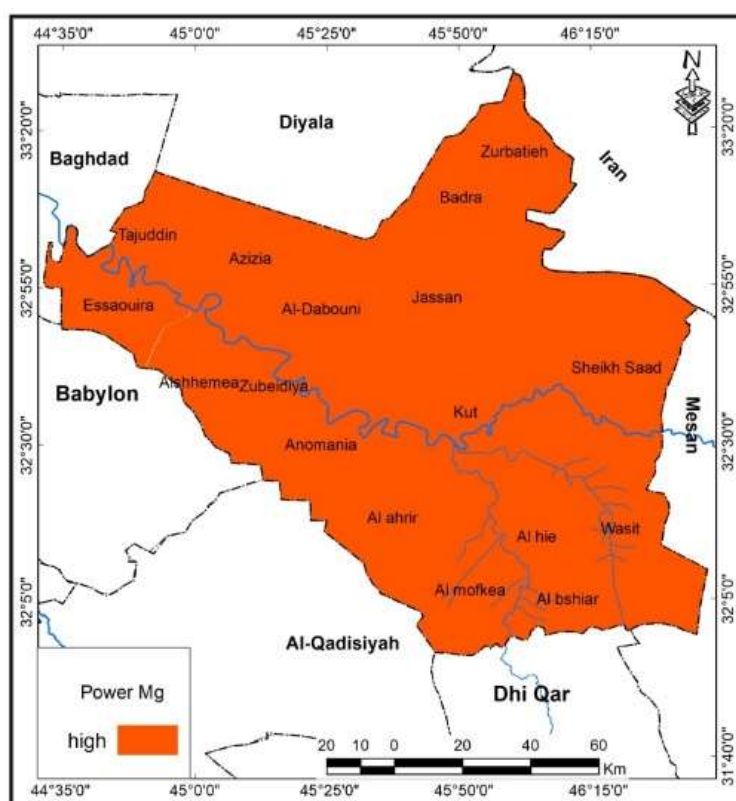 44°35'0" 45°0'0" 45°25'0" 45°50'0" 46°15'0"
N
Diyala
33°20'0" 33°20'0"
Baghdad
Zurbatieh
Iran
Badra
Tajuddin
Azizia
32°55'0" 32°55'0"
Jassan
Essaouira
Al-Dabouni
Sheikh Saad
Alshhemea Zubeidiya
Babylon
Kut
Mesan
Anomania
32°30'0" 32°30'0"
Al ahrir
Wasit
Al hie
Al mofkea
Al bshiar
32°5'0" 32°5'0"
Al-Qadisiyah
Power Mg
Dhi Qar
high
20 10 0 20 40 60
Km
31°40'0"
44°35'0" 45°0'0" 45°25'0" 45°50'0" 46°15'0"